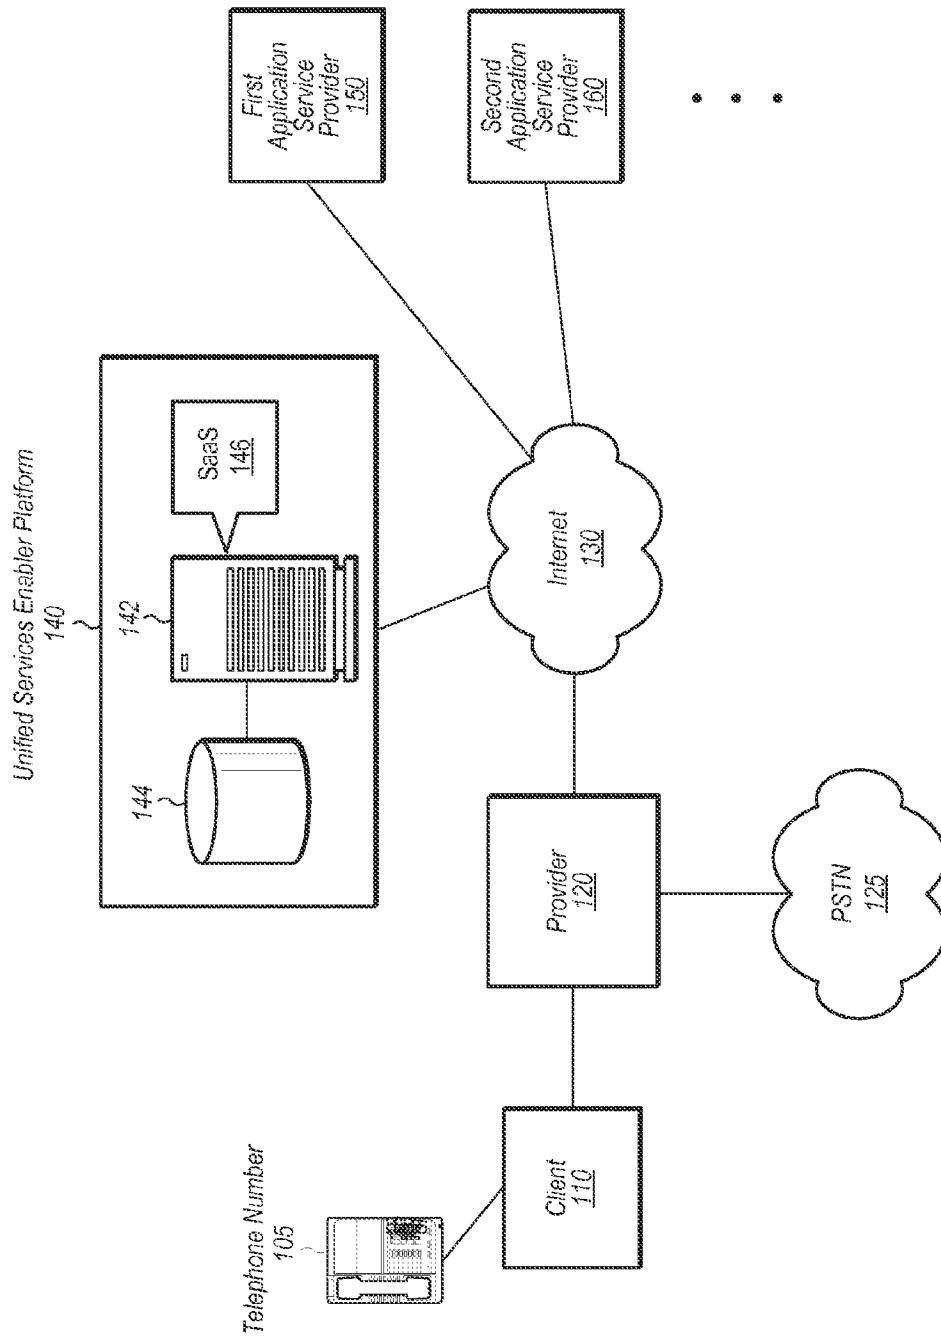 Unified Services Enabler Platform
140
142
144
SaaS
146
First
Application
Service
Provider
150
Second
Application
Service
Provider
160
Internet
130
Provider
120
PSTN
125
Telephone Number
105
Client
110